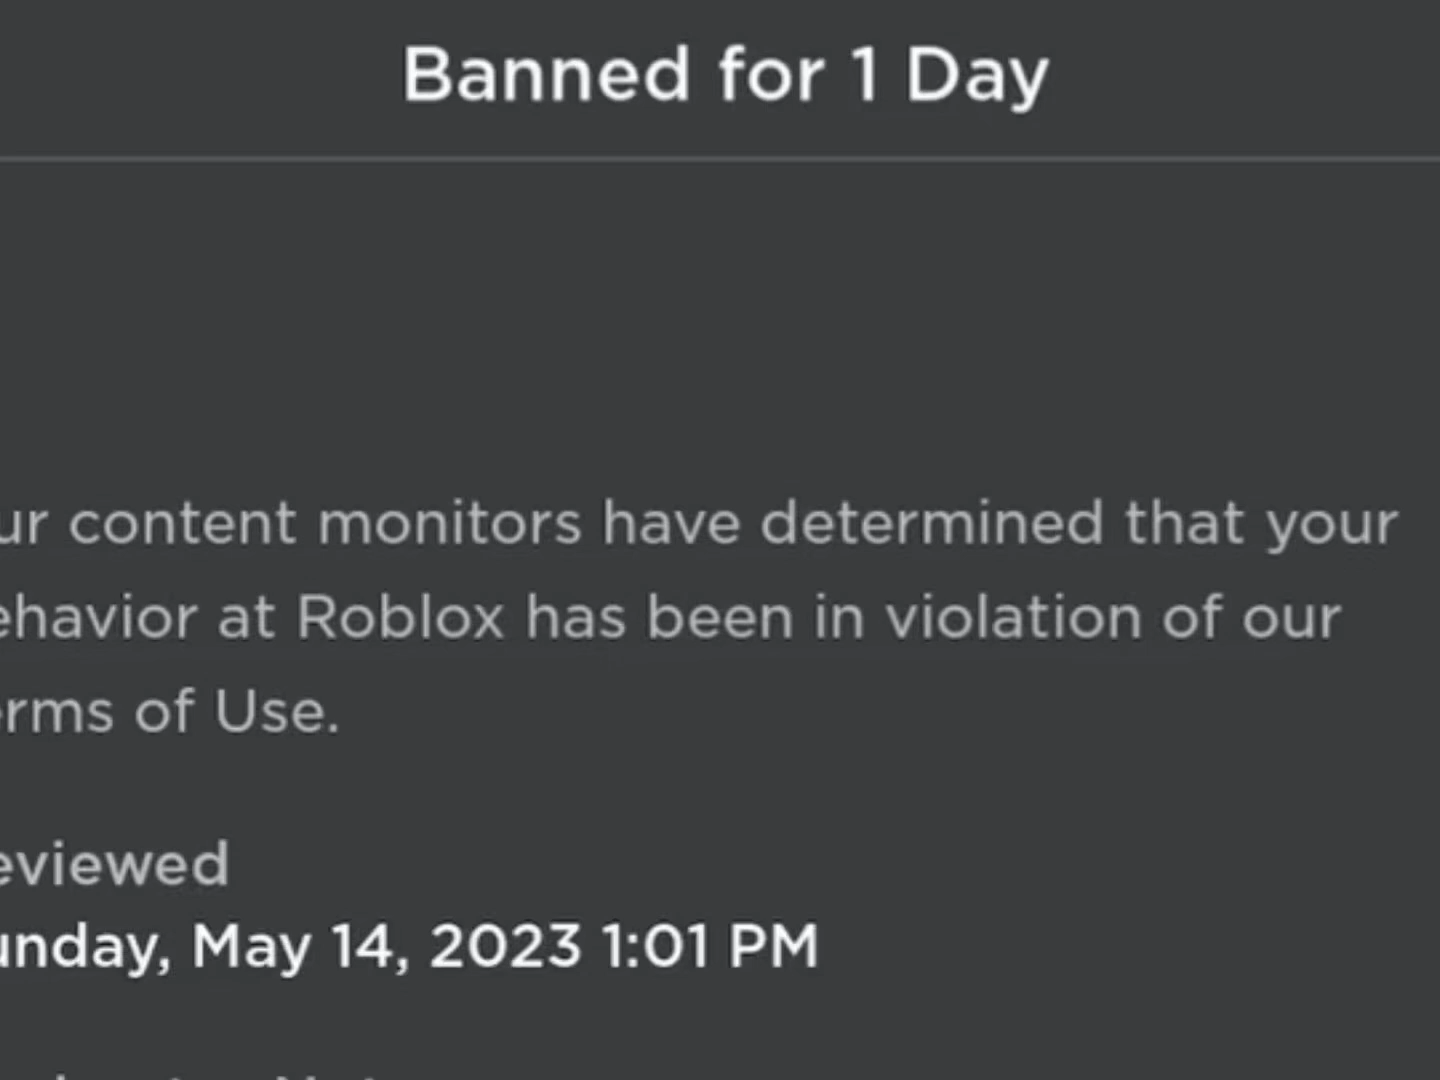 Banned for 1 Day
ur content monitors have determined that your
ehavior at Roblox has been in violation of our
erms of Use.
eviewed
unday, May 14, 2023 1:01 PM